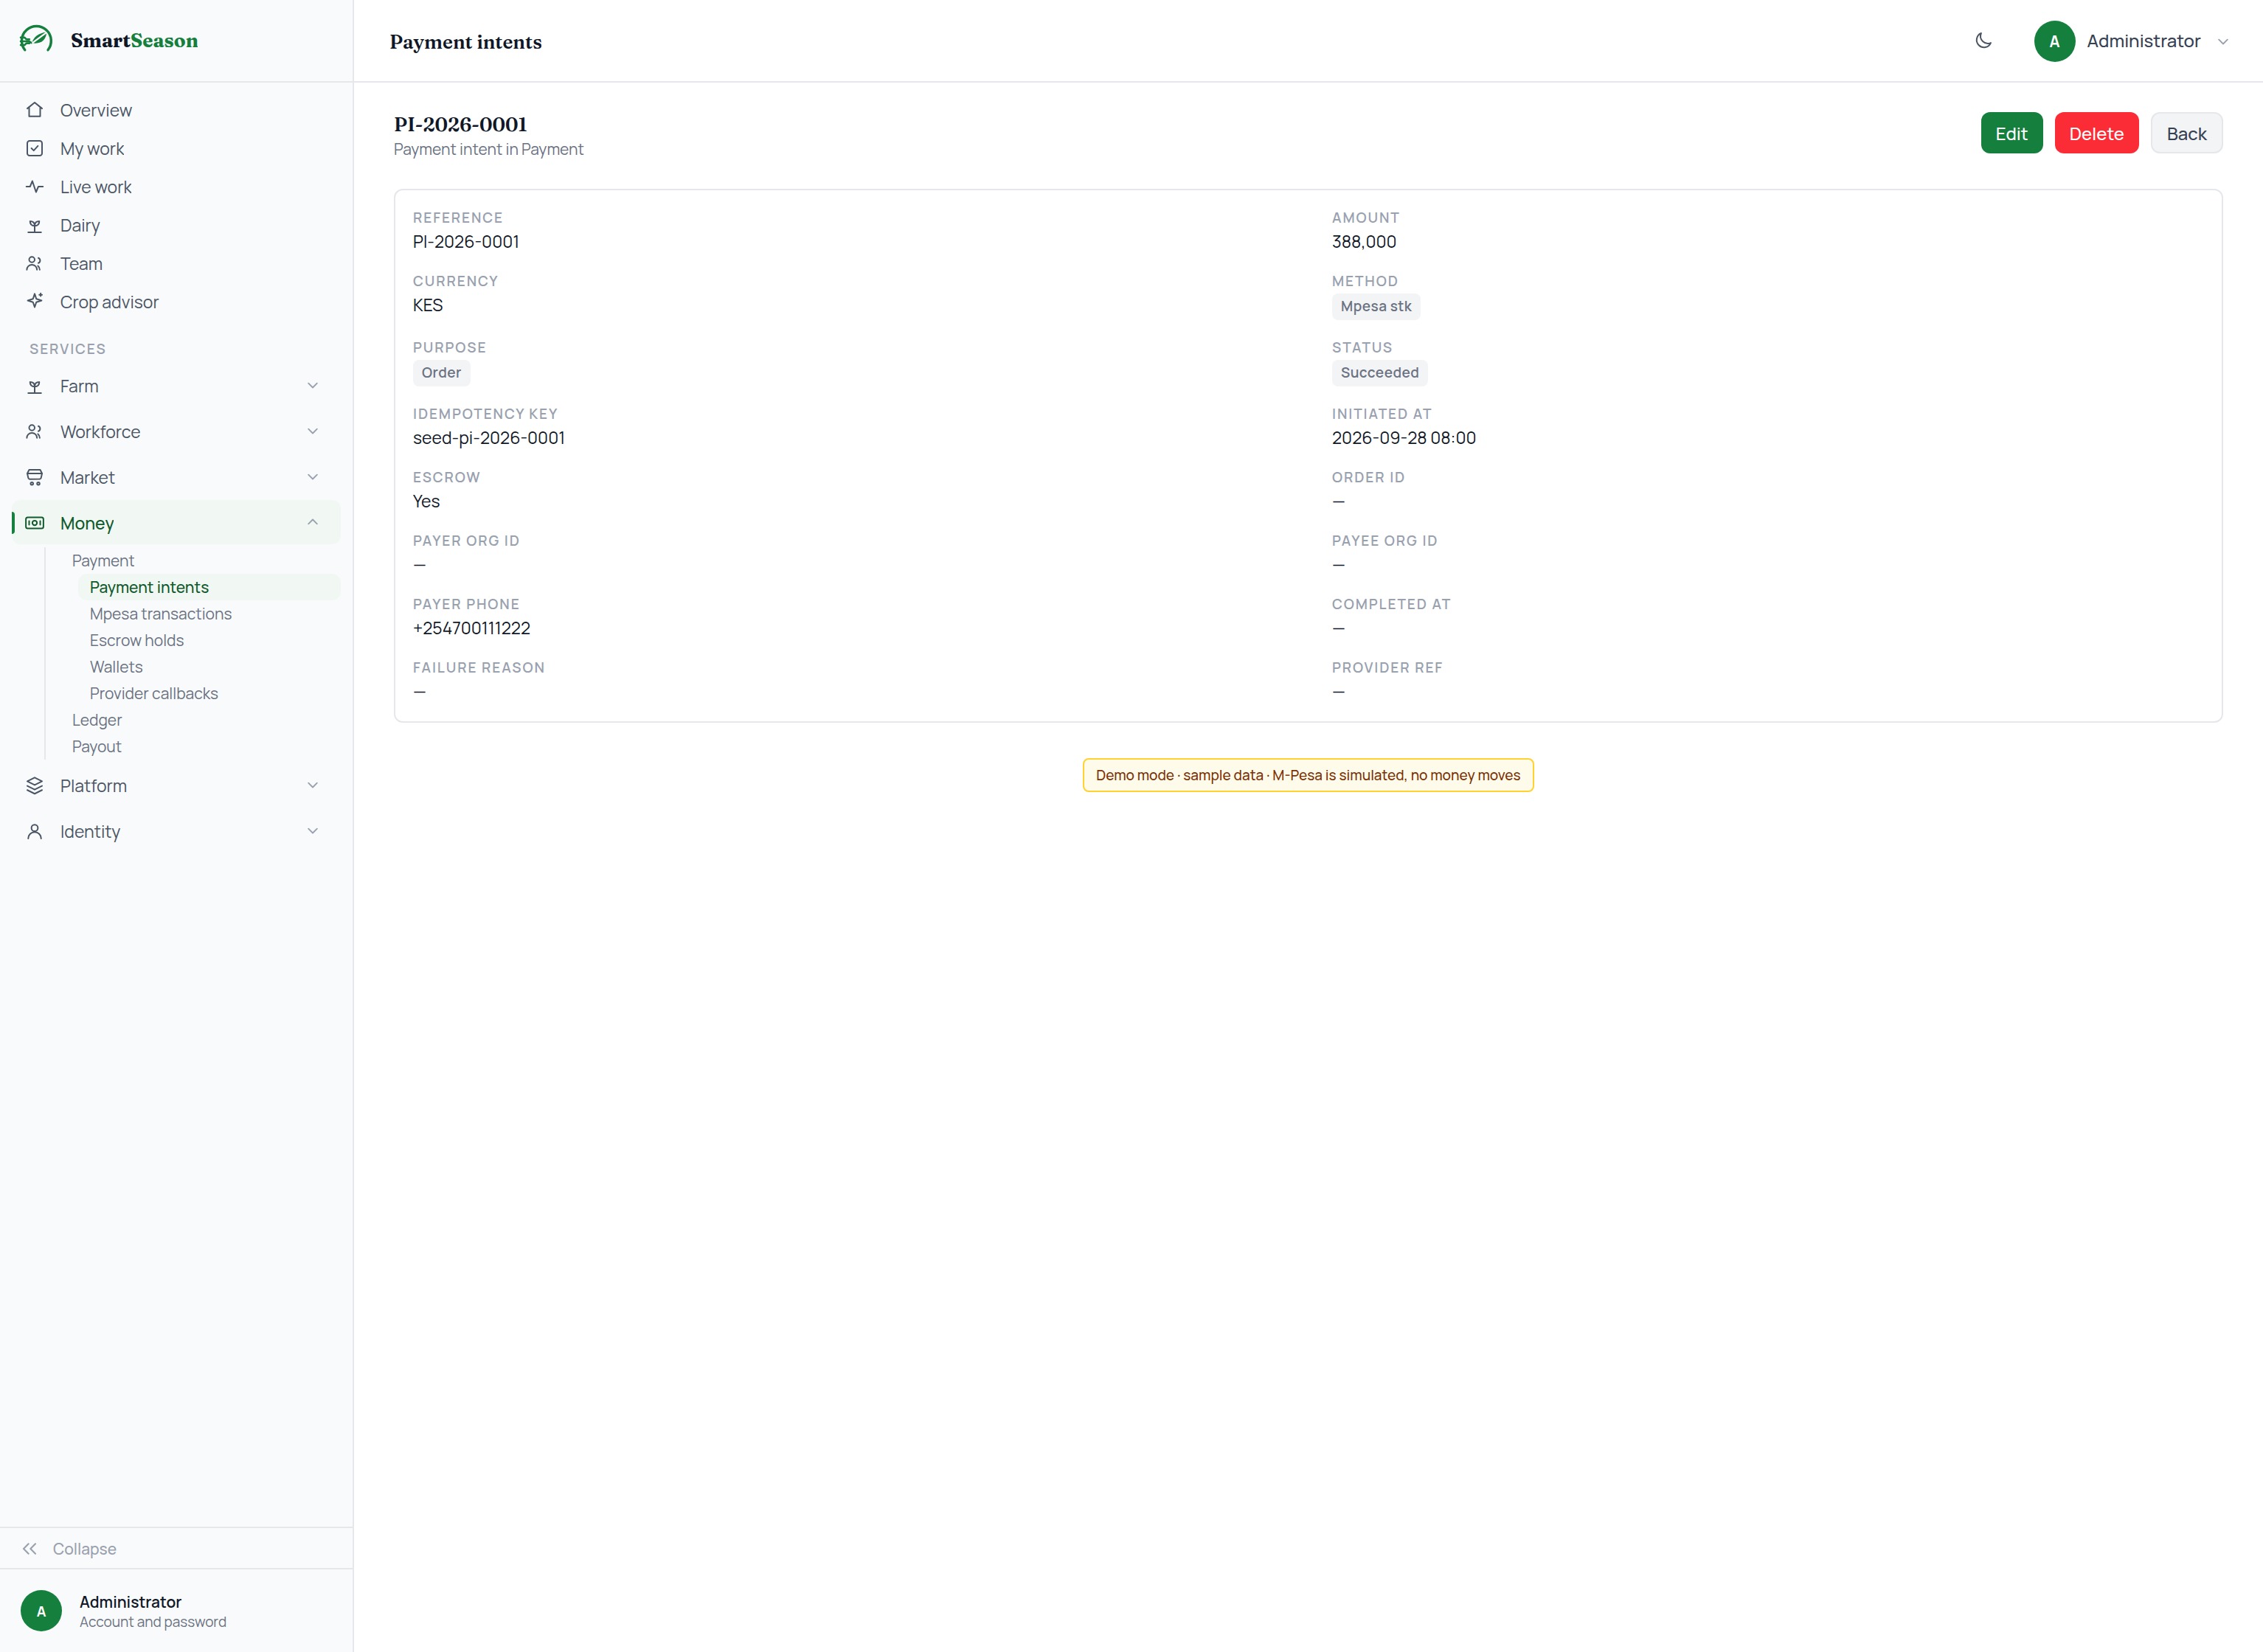 SmartSeason
Payment intents
A
Administrator
Overview
My work
Live work
Dairy
Team
Crop advisor
SERVICES
Farm
Workforce
Market
Money
Payment
Payment intents
Mpesa transactions
Escrow holds
Wallets
Provider callbacks
Ledger
Payout
Platform
Identity
Collapse
A
Administrator
Account and password
PI-2026-0001
Payment intent in Payment
Edit
Delete
Back
REFERENCE
PI-2026-0001
AMOUNT
388,000
CURRENCY
KES
METHOD
Mpesa stk
PURPOSE
Order
STATUS
Succeeded
IDEMPOTENCY KEY
seed-pi-2026-0001
INITIATED AT
2026-09-28 08:00
ESCROW
Yes
ORDER ID
—
PAYER ORG ID
—
PAYEE ORG ID
—
PAYER PHONE
+254700111222
COMPLETED AT
—
FAILURE REASON
—
PROVIDER REF
—
Demo mode · sample data · M-Pesa is simulated, no money moves